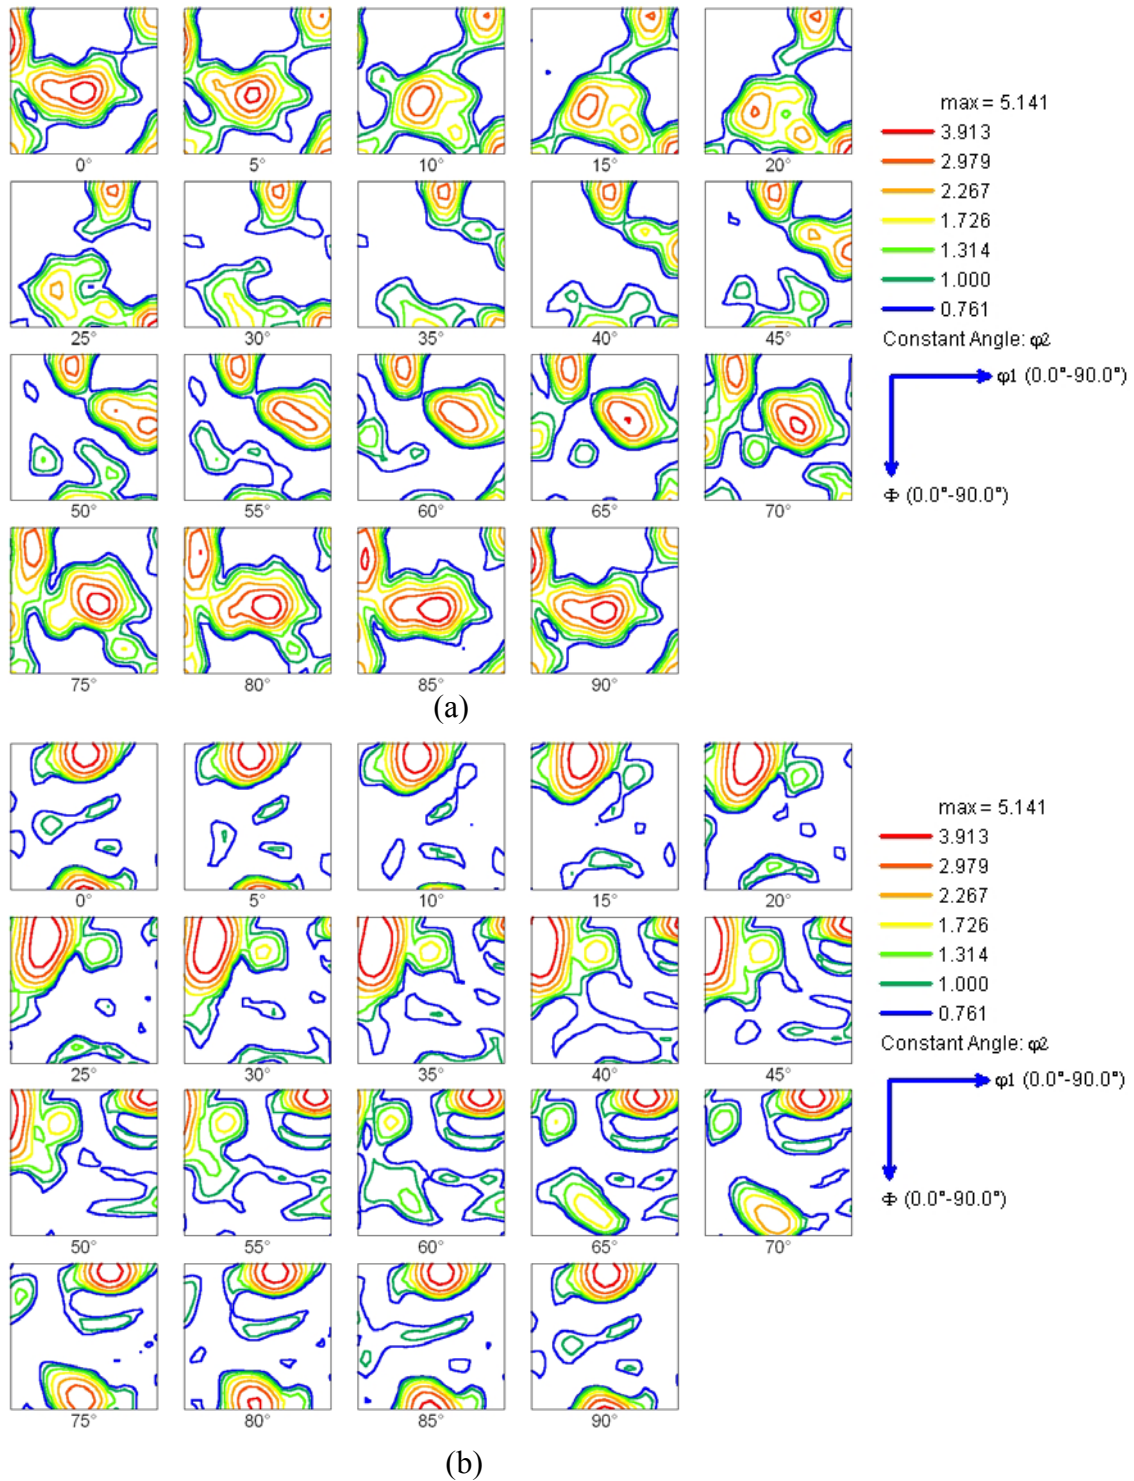 0° 5° 10° 15° 20°
25° 30° 35° 40° 45°
50° 55° 60° 65° 70°
75° 80° 85° 90°
max = 5.141
3.913
2.979
2.267
1.726
1.314
1.000
0.761
Constant Angle: φ2
φ1 (0.0°-90.0°)
Φ (0.0°-90.0°)
(a)
0° 5° 10° 15° 20°
25° 30° 35° 40° 45°
50° 55° 60° 65° 70°
75° 80° 85° 90°
max = 5.141
3.913
2.979
2.267
1.726
1.314
1.000
0.761
Constant Angle: φ2
φ1 (0.0°-90.0°)
Φ (0.0°-90.0°)
(b)